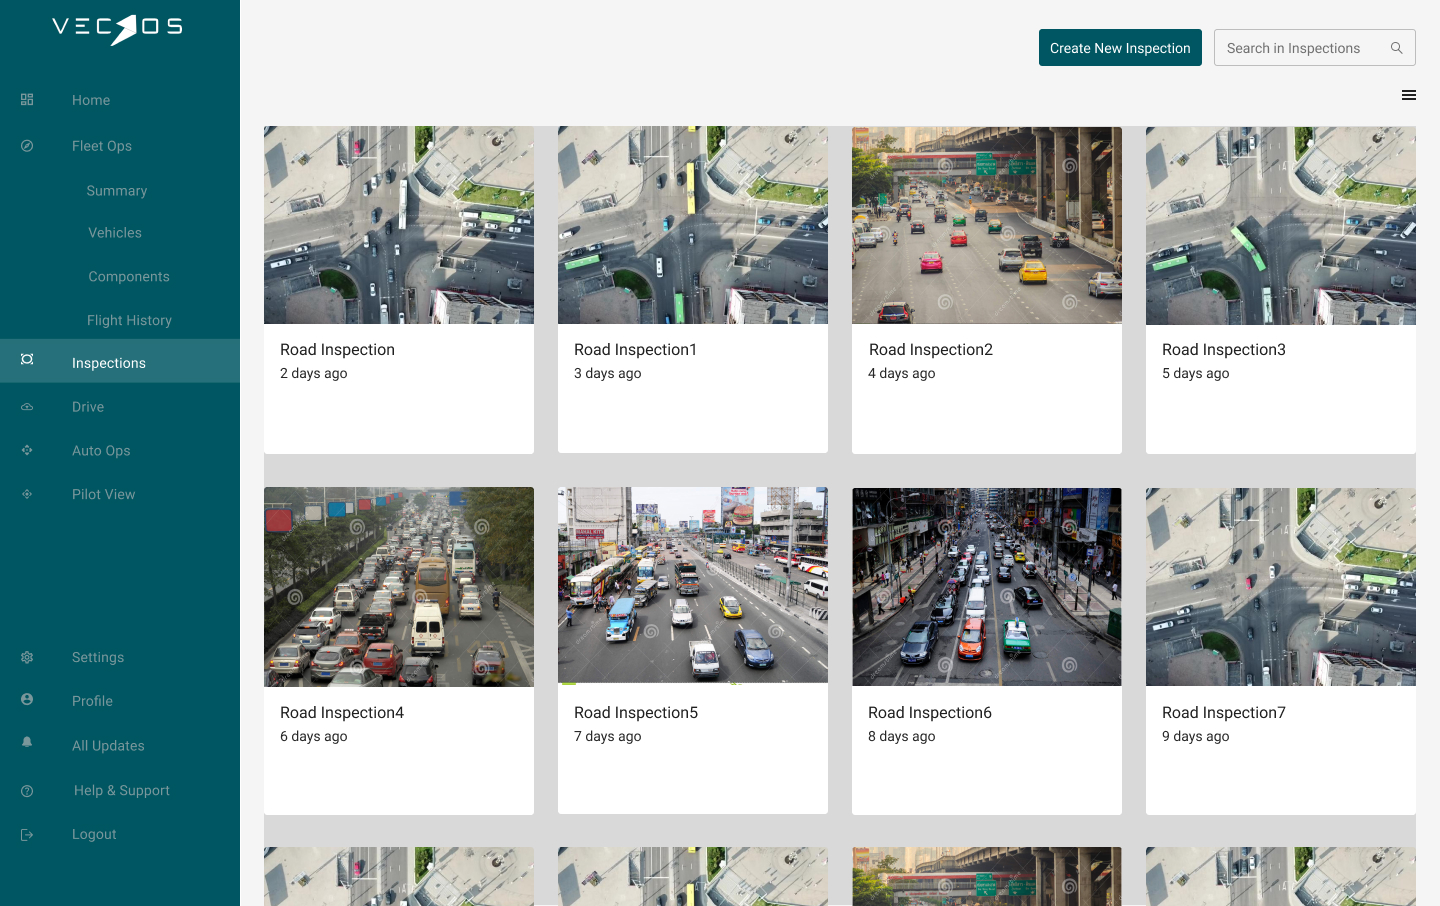 VECROS
Create New Inspection
Search in Inspections
Home
Fleet Ops
Summary
Vehicles
Components
Flight History
Inspections
Drive
Auto Ops
Pilot View
Settings
Profile
All Updates
Help & Support
Logout
Road Inspection
2 days ago
Road Inspection1
3 days ago
Road Inspection2
4 days ago
Road Inspection3
5 days ago
Road Inspection4
6 days ago
Road Inspection5
7 days ago
Road Inspection6
8 days ago
Road Inspection7
9 days ago